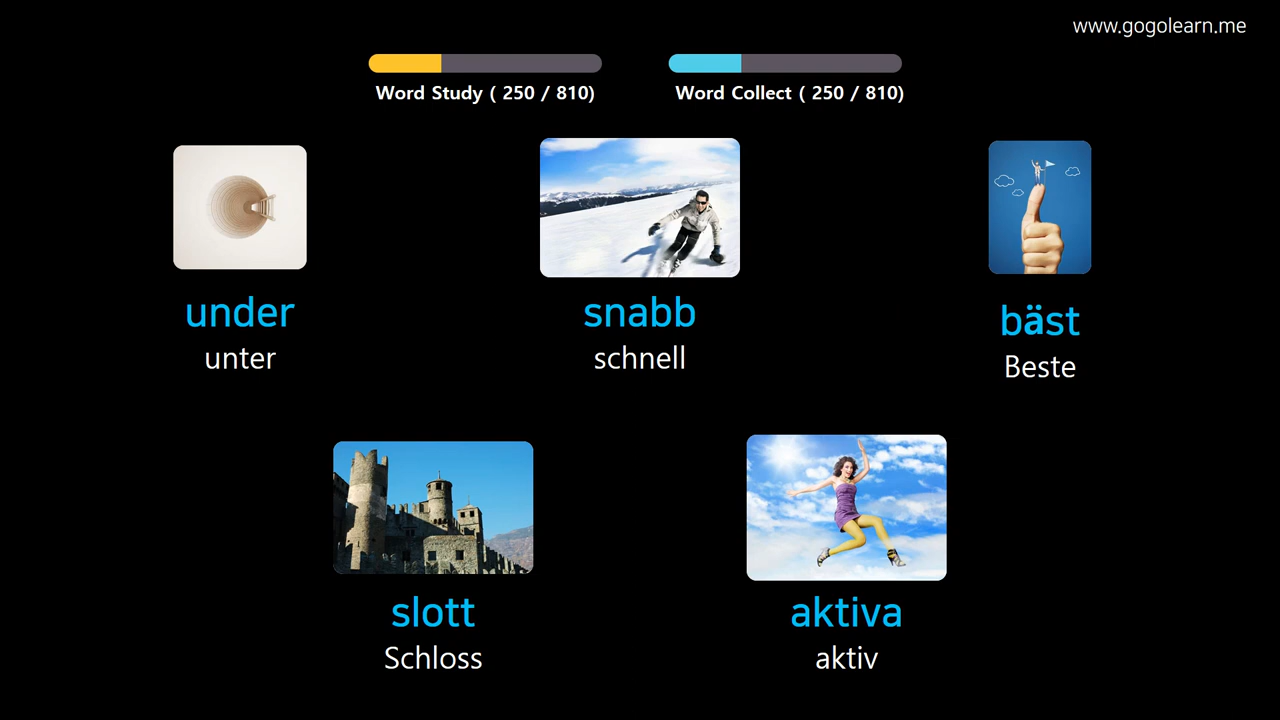 www.gogolearn.me
Word Study ( 250 / 810)
Word Collect ( 250 / 810)
under
unter
snabb
schnell
bäst
Beste
slott
Schloss
aktiva
aktiv